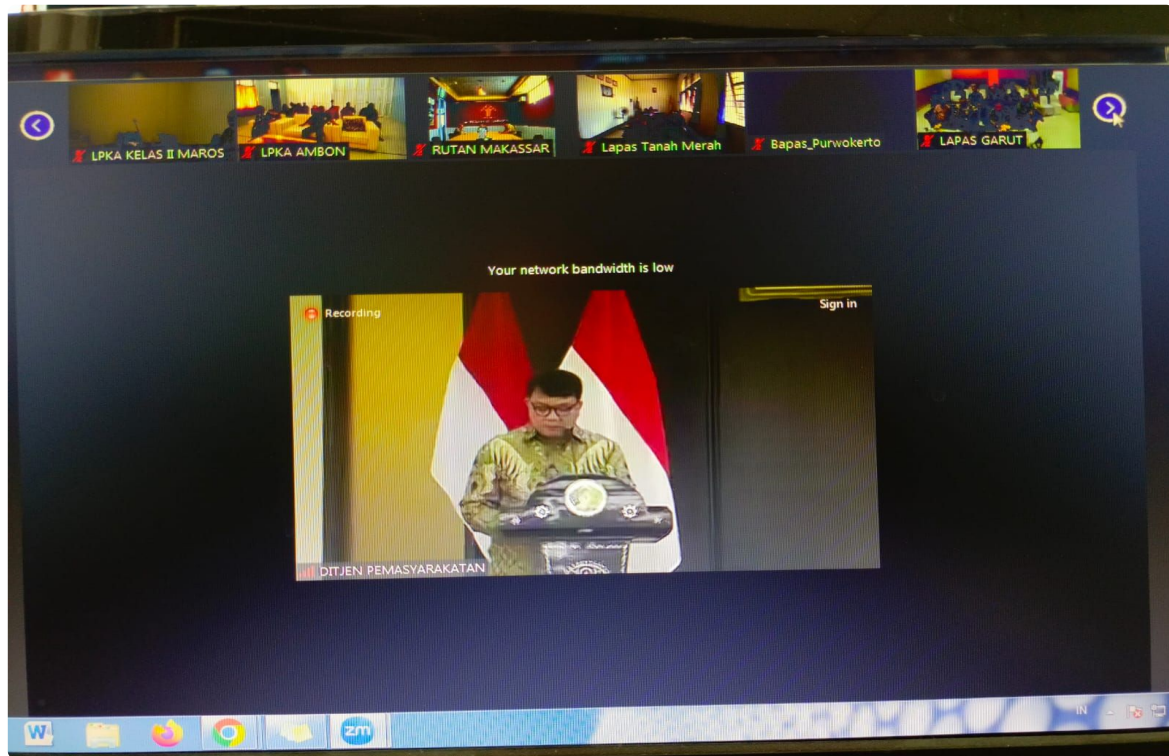 LPKA KELAS II MAROS
LPKA AMBON
RUTAN MAKASSAR
Lapas Tanah Merah
Bapas_Purwokerto
LAPAS GARUT
Your network bandwidth is low
Recording
Sign in
DITJEN PEMASYARAKATAN
W
zm
IN